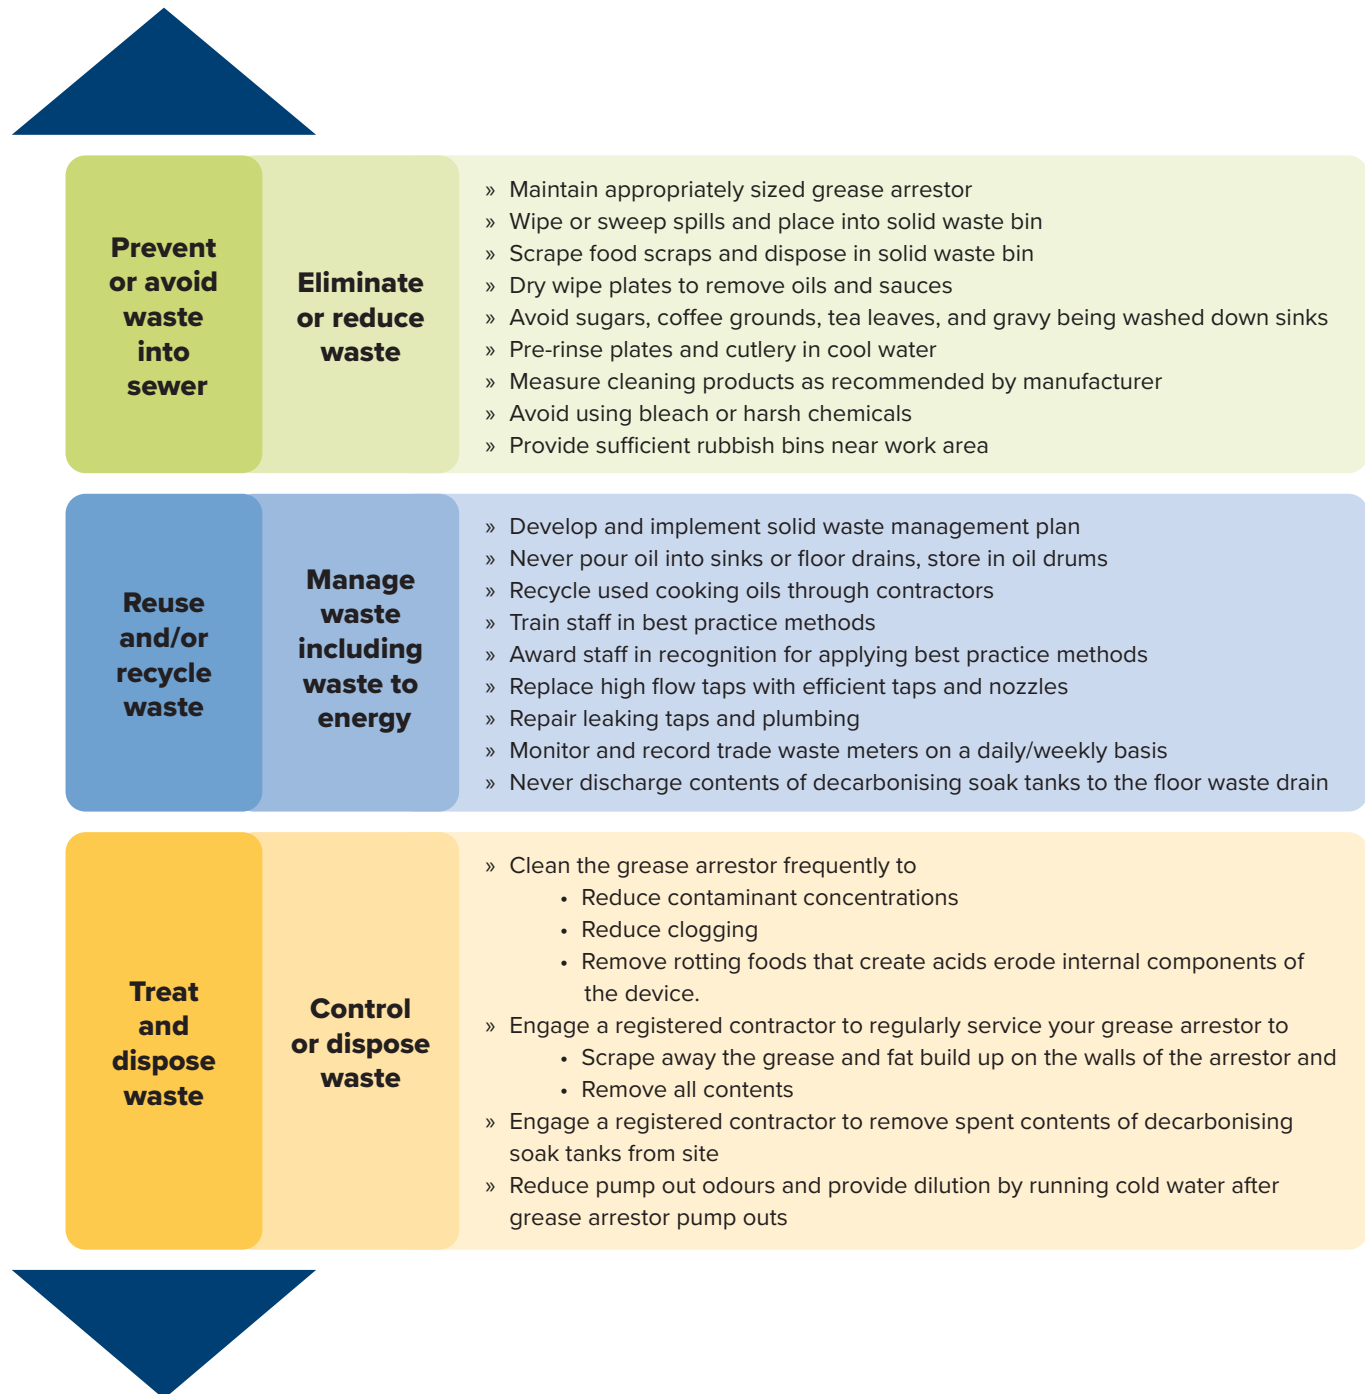 Prevent
or avoid
waste
into
sewer
Eliminate
or reduce
waste
» Maintain appropriately sized grease arrestor
» Wipe or sweep spills and place into solid waste bin
» Scrape food scraps and dispose in solid waste bin
» Dry wipe plates to remove oils and sauces
» Avoid sugars, coffee grounds, tea leaves, and gravy being washed down sinks
» Pre-rinse plates and cutlery in cool water
» Measure cleaning products as recommended by manufacturer
» Avoid using bleach or harsh chemicals
» Provide sufficient rubbish bins near work area
Reuse
and/or
recycle
waste
Manage
waste
including
waste to
energy
» Develop and implement solid waste management plan
» Never pour oil into sinks or floor drains, store in oil drums
» Recycle used cooking oils through contractors
» Train staff in best practice methods
» Award staff in recognition for applying best practice methods
» Replace high flow taps with efficient taps and nozzles
» Repair leaking taps and plumbing
» Monitor and record trade waste meters on a daily/weekly basis
» Never discharge contents of decarbonising soak tanks to the floor waste drain
Treat
and
dispose
waste
Control
or dispose
waste
» Clean the grease arrestor frequently to
• Reduce contaminant concentrations
• Reduce clogging
• Remove rotting foods that create acids erode internal components of
the device.
» Engage a registered contractor to regularly service your grease arrestor to
• Scrape away the grease and fat build up on the walls of the arrestor and
• Remove all contents
» Engage a registered contractor to remove spent contents of decarbonising
soak tanks from site
» Reduce pump out odours and provide dilution by running cold water after
grease arrestor pump outs